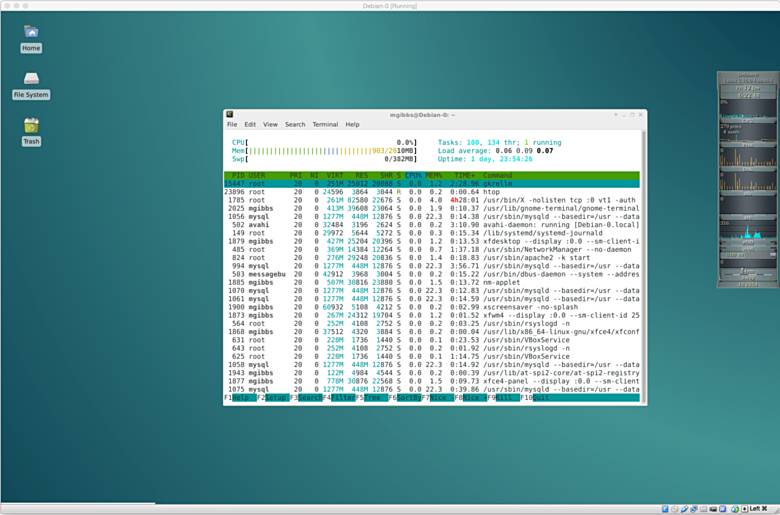 Debian 0 [Running]
Home
File System
Trash
mgibbs@Debian-0: ~
File Edit View Search Terminal Help
CPU[ 0.0%]
Mem[||||||||||||||||||||||||||||||||903/2010MB]
Swp[ 0/382MB]
Tasks: 100, 134 thr; 1 running
Load average: 0.06 0.09 0.07
Uptime: 1 day, 23:54:26
PID USER PRI NI VIRT RES SHR S CPU% MEM% TIME+ Command
15447 root 20 0 251M 25012 20888 S 0.0 1.2 2:28.96 gkrellm
23896 root 20 0 24596 3864 3044 R 0.0 0.2 0:00.64 htop
1785 root 20 0 261M 82580 22676 S 0.0 4.0 4h28:01 /usr/bin/X -nolisten tcp :0 vt1 -auth
2025 mgibbs 20 0 413M 39608 23064 S 0.0 1.9 0:10.37 /usr/lib/gnome-terminal/gnome-terminal
1056 mysql 20 0 1277M 448M 12876 S 0.0 22.3 0:14.38 /usr/sbin/mysqld --basedir=/usr --data
502 avahi 20 0 32484 3196 2624 S 0.0 0.2 3:10.90 avahi-daemon: running [Debian-0.local]
149 root 20 0 29972 5644 5272 S 0.0 0.3 0:15.34 /lib/systemd/systemd-journald
1879 mgibbs 20 0 427M 25204 20396 S 0.0 1.2 0:13.53 xfdesktop --display :0.0 --sm-client-i
485 root 20 0 369M 14384 12264 S 0.0 0.7 1:37.18 /usr/sbin/NetworkManager --no-daemon
824 root 20 0 276M 29248 20836 S 0.0 1.4 0:18.83 /usr/sbin/apache2 -k start
994 mysql 20 0 1277M 448M 12876 S 0.0 22.3 3:56.71 /usr/sbin/mysqld --basedir=/usr --data
503 messagebu 20 0 42912 3968 3004 S 0.0 0.2 0:15.22 /usr/bin/dbus-daemon --system --addres
1885 mgibbs 20 0 507M 30816 23880 S 0.0 1.5 0:13.72 nm-applet
1070 mysql 20 0 1277M 448M 12876 S 0.0 22.3 0:12.83 /usr/sbin/mysqld --basedir=/usr --data
1061 mysql 20 0 1277M 448M 12876 S 0.0 22.3 0:14.59 /usr/sbin/mysqld --basedir=/usr --data
1900 mgibbs 20 0 60932 5108 4212 S 0.0 0.2 0:02.99 xscreensaver -no-splash
1873 mgibbs 20 0 267M 24312 19704 S 0.0 1.2 0:01.52 xfwm4 --display :0.0 --sm-client-id 25
564 root 20 0 252M 4108 2752 S 0.0 0.2 0:03.25 /usr/sbin/rsyslogd -n
1868 mgibbs 20 0 37512 4320 3884 S 0.0 0.2 0:00.04 /usr/lib/x86_64-linux-gnu/xfce4/xfconf
631 root 20 0 228M 1736 1440 S 0.0 0.1 0:23.53 /usr/sbin/VBoxService
643 root 20 0 252M 4108 2752 S 0.0 0.2 0:01.92 /usr/sbin/rsyslogd -n
625 root 20 0 228M 1736 1440 S 0.0 0.1 1:14.75 /usr/sbin/VBoxService
1058 mysql 20 0 1277M 448M 12876 S 0.0 22.3 0:14.92 /usr/sbin/mysqld --basedir=/usr --data
1943 mgibbs 20 0 122M 4984 4544 S 0.0 0.2 0:00.39 /usr/lib/at-spi2-core/at-spi2-registry
1877 mgibbs 20 0 778M 30876 22568 S 0.0 1.5 0:09.73 xfce4-panel --display :0.0 --sm-client
1075 mysql 20 0 1277M 448M 12876 S 0.0 22.3 0:39.86 /usr/sbin/mysqld --basedir=/usr --data
F1Help F2Setup F3Search F4Filter F5Tree F6SortBy F7Nice -F8Nice +F9Kill F10Quit
Left ⌘